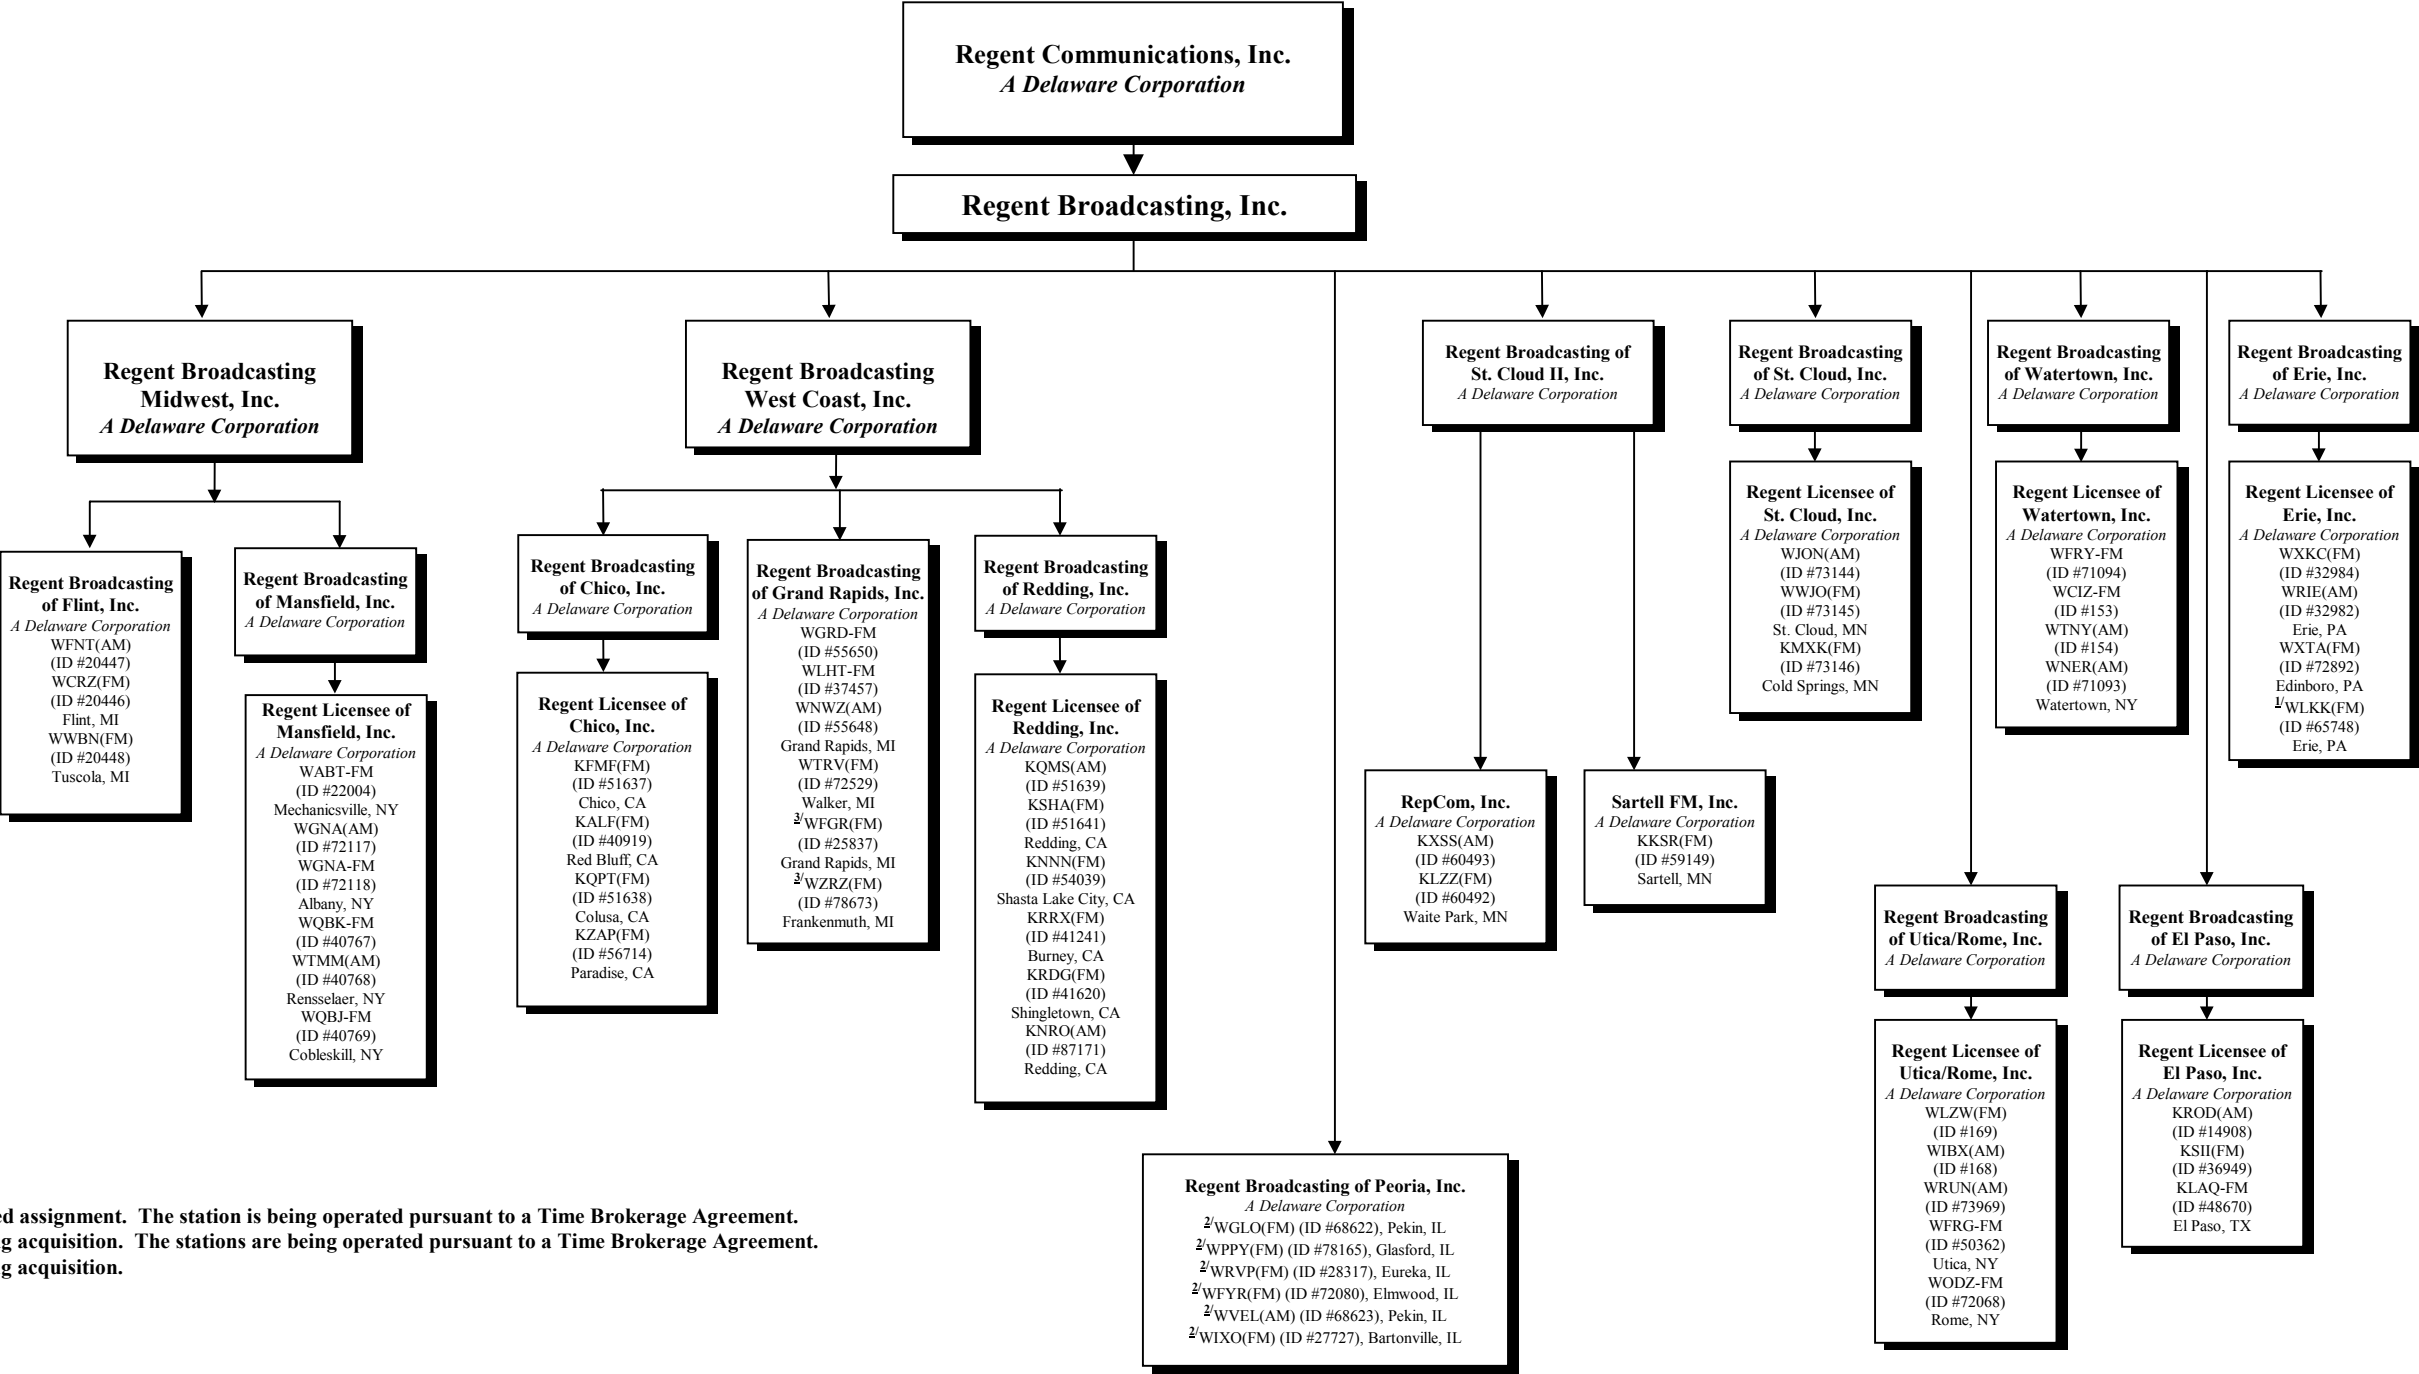 Regent Communications, Inc.
A Delaware Corporation
Regent Broadcasting, Inc.
Regent Broadcasting
Midwest, Inc.
A Delaware Corporation
Regent Broadcasting
of Flint, Inc.
A Delaware Corporation
WFNT(AM)
(ID #20447)
WCRZ(FM)
(ID #20446)
Flint, MI
WWBN(FM)
(ID #20448)
Tuscola, MI
Regent Broadcasting
of Mansfield, Inc.
A Delaware Corporation
Regent Licensee of
Mansfield, Inc.
A Delaware Corporation
WABT-FM
(ID #22004)
Mechanicsville, NY
WGNA(AM)
(ID #72117)
WGNA-FM
(ID #72118)
Albany, NY
WQBK-FM
(ID #40767)
WTMM(AM)
(ID #40768)
Rensselaer, NY
WQBJ-FM
(ID #40769)
Cobleskill, NY
Regent Broadcasting
West Coast, Inc.
A Delaware Corporation
Regent Broadcasting
of Chico, Inc.
A Delaware Corporation
Regent Licensee of
Chico, Inc.
A Delaware Corporation
KFMF(FM)
(ID #51637)
Chico, CA
KALF(FM)
(ID #40919)
Red Bluff, CA
KQPT(FM)
(ID #51638)
Colusa, CA
KZAP(FM)
(ID #56714)
Paradise, CA
Regent Broadcasting
of Grand Rapids, Inc.
A Delaware Corporation
WGRD-FM
(ID #55650)
WLHT-FM
(ID #37457)
WNWZ(AM)
(ID #55648)
Grand Rapids, MI
WTRV(FM)
(ID #72529)
Walker, MI
3/WFGR(FM)
(ID #25837)
Grand Rapids, MI
3/WZRZ(FM)
(ID #78673)
Frankenmuth, MI
Regent Broadcasting
of Redding, Inc.
A Delaware Corporation
Regent Licensee of
Redding, Inc.
A Delaware Corporation
KQMS(AM)
(ID #51639)
KSHA(FM)
(ID #51641)
Redding, CA
KNNN(FM)
(ID #54039)
Shasta Lake City, CA
KRRX(FM)
(ID #41241)
Burney, CA
KRDG(FM)
(ID #41620)
Shingletown, CA
KNRO(AM)
(ID #87171)
Redding, CA
Regent Broadcasting of Peoria, Inc.
A Delaware Corporation
2/WGLO(FM) (ID #68622), Pekin, IL
2/WPPY(FM) (ID #78165), Glasford, IL
2/WRVP(FM) (ID #28317), Eureka, IL
2/WFYR(FM) (ID #72080), Elmwood, IL
2/WVEL(AM) (ID #68623), Pekin, IL
2/WIXO(FM) (ID #27727), Bartonville, IL
Regent Broadcasting of
St. Cloud II, Inc.
A Delaware Corporation
RepCom, Inc.
A Delaware Corporation
KXSS(AM)
(ID #60493)
KLZZ(FM)
(ID #60492)
Waite Park, MN
Sartell FM, Inc.
A Delaware Corporation
KKSR(FM)
(ID #59149)
Sartell, MN
Regent Broadcasting
of St. Cloud, Inc.
A Delaware Corporation
Regent Licensee of
St. Cloud, Inc.
A Delaware Corporation
WJON(AM)
(ID #73144)
WWJO(FM)
(ID #73145)
St. Cloud, MN
KMXK(FM)
(ID #73146)
Cold Springs, MN
Regent Broadcasting
of Utica/Rome, Inc.
A Delaware Corporation
Regent Licensee of
Utica/Rome, Inc.
A Delaware Corporation
WLZW(FM)
(ID #169)
WIBX(AM)
(ID #168)
WRUN(AM)
(ID #73969)
WFRG-FM
(ID #50362)
Utica, NY
WODZ-FM
(ID #72068)
Rome, NY
Regent Broadcasting
of Watertown, Inc.
A Delaware Corporation
Regent Licensee of
Watertown, Inc.
A Delaware Corporation
WFRY-FM
(ID #71094)
WCIZ-FM
(ID #153)
WTNY(AM)
(ID #154)
WNER(AM)
(ID #71093)
Watertown, NY
Regent Broadcasting
of El Paso, Inc.
A Delaware Corporation
Regent Licensee of
El Paso, Inc.
A Delaware Corporation
KROD(AM)
(ID #14908)
KSII(FM)
(ID #36949)
KLAQ-FM
(ID #48670)
El Paso, TX
Regent Broadcasting
of Erie, Inc.
A Delaware Corporation
Regent Licensee of
Erie, Inc.
A Delaware Corporation
WXKC(FM)
(ID #32984)
WRIE(AM)
(ID #32982)
Erie, PA
WXTA(FM)
(ID #72892)
Edinboro, PA
1/WLKK(FM)
(ID #65748)
Erie, PA
ed assignment. The station is being operated pursuant to a Time Brokerage Agreement.
g acquisition. The stations are being operated pursuant to a Time Brokerage Agreement.
g acquisition.